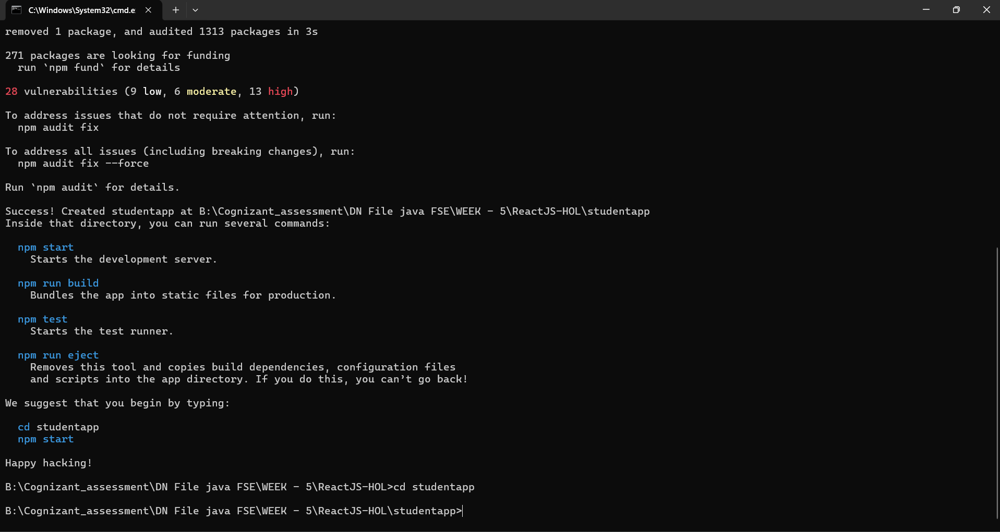 C:\Windows\System32\cmd.e
removed 1 package, and audited 1313 packages in 3s
271 packages are looking for funding
run `npm fund` for details
28 vulnerabilities (9 low, 6 moderate, 13 high)
To address issues that do not require attention, run:
npm audit fix
To address all issues (including breaking changes), run:
npm audit fix --force
Run `npm audit` for details.
Success! Created studentapp at B:\Cognizant_assessment\DN File java FSE\WEEK - 5\ReactJS-HOL\studentapp
Inside that directory, you can run several commands:
npm start
Starts the development server.
npm run build
Bundles the app into static files for production.
npm test
Starts the test runner.
npm run eject
Removes this tool and copies build dependencies, configuration files
and scripts into the app directory. If you do this, you can’t go back!
We suggest that you begin by typing:
cd studentapp
npm start
Happy hacking!
B:\Cognizant_assessment\DN File java FSE\WEEK - 5\ReactJS-HOL>cd studentapp
B:\Cognizant_assessment\DN File java FSE\WEEK - 5\ReactJS-HOL\studentapp>